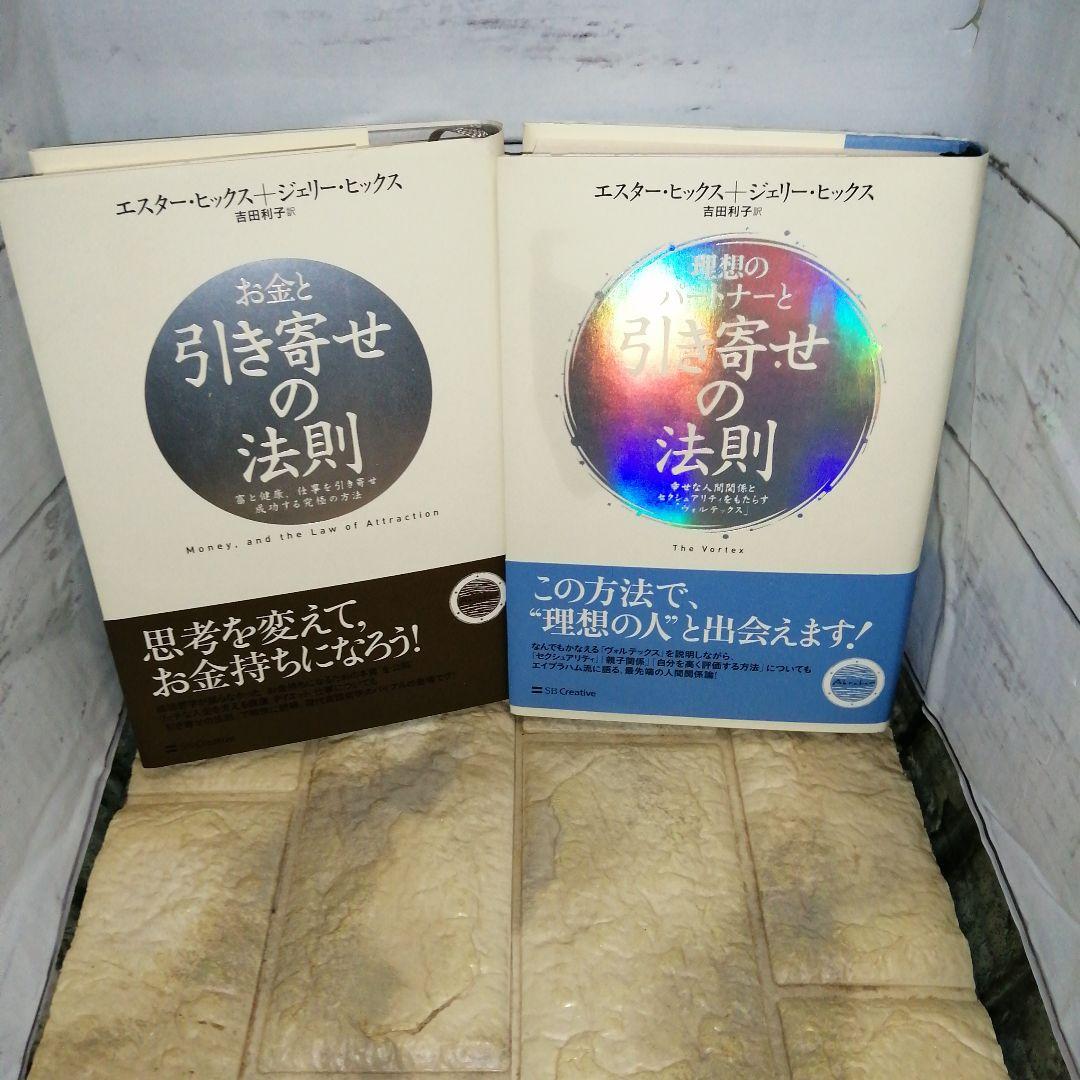 エスター・ヒックス＋ジェリー・ヒックス
吉田利子訳
お金と
引き寄せ
の
法則
富と健康、仕事を引き寄せ
成功する究極の方法
Money, and the Law of Attraction
思考を変えて、
お金持ちになろう!
SB Creative
エスター・ヒックス＋ジェリー・ヒックス
吉田利子訳
理想の
パートナーと
引き寄せ
の
法則
幸せな人間関係と
セクシュアリティをもたらす
「ヴォルテックス」
The Vortex
この方法で、
“理想の人”と出会えます!
なんでもかなえる「ヴォルテックス」を説明しながら、
「セクシュアリティ」「親子関係」「自分を高く評価する方法」についても
エイブラハム流に語る、最先端の人間関係論!
SB Creative
Abraham